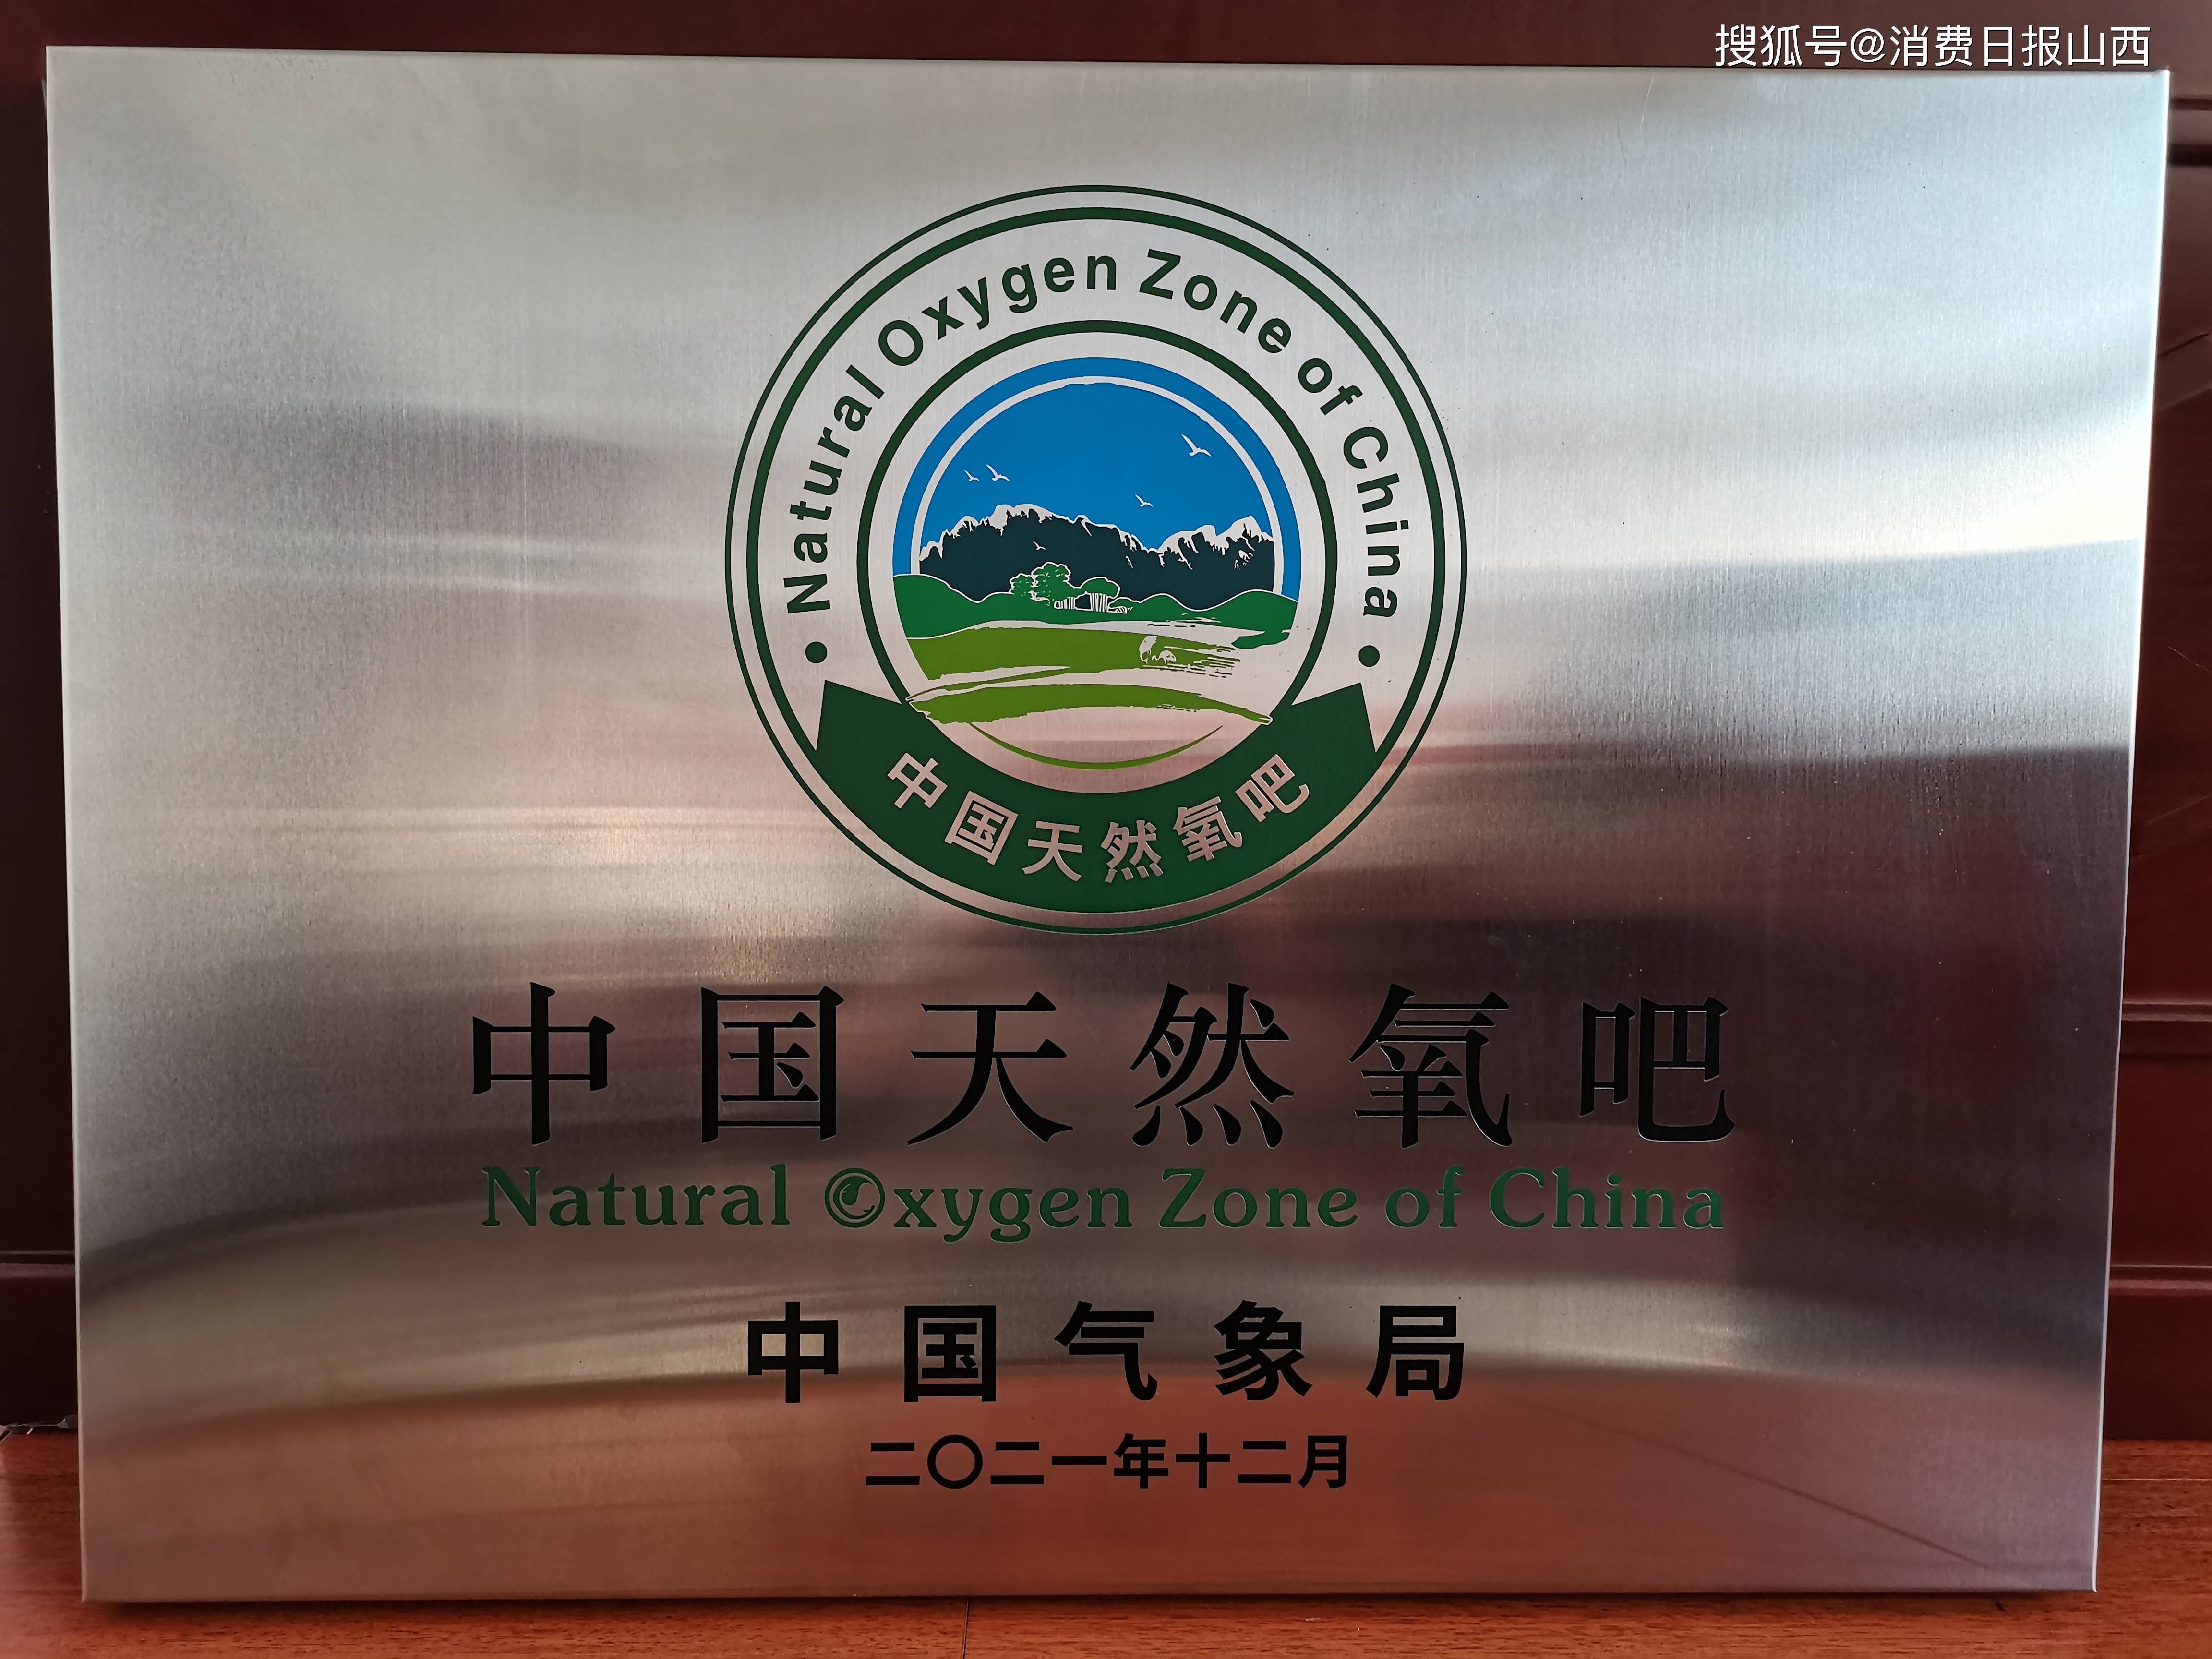 搜狐号@消费日报山西
Natural Oxygen Zone of China
中国天然氧吧
中国天然氧吧
Natural Oxygen Zone of China
中国气象局
二〇二一年十二月